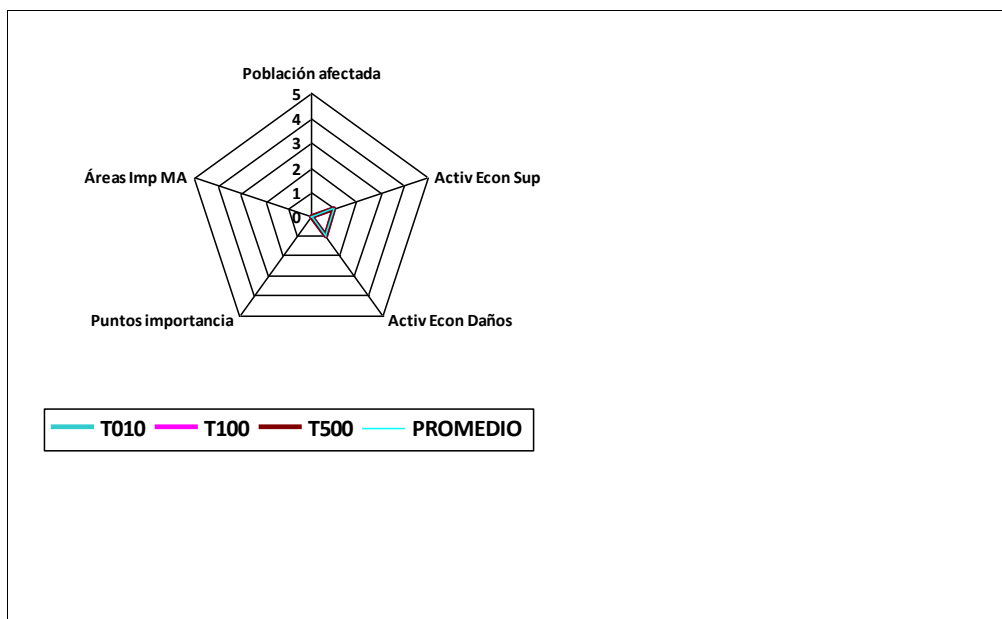 Población afectada
5
4
3
2
1
0
Áreas Imp MA
Activ Econ Sup
Puntos importancia
Activ Econ Daños
T010 T100 T500 PROMEDIO